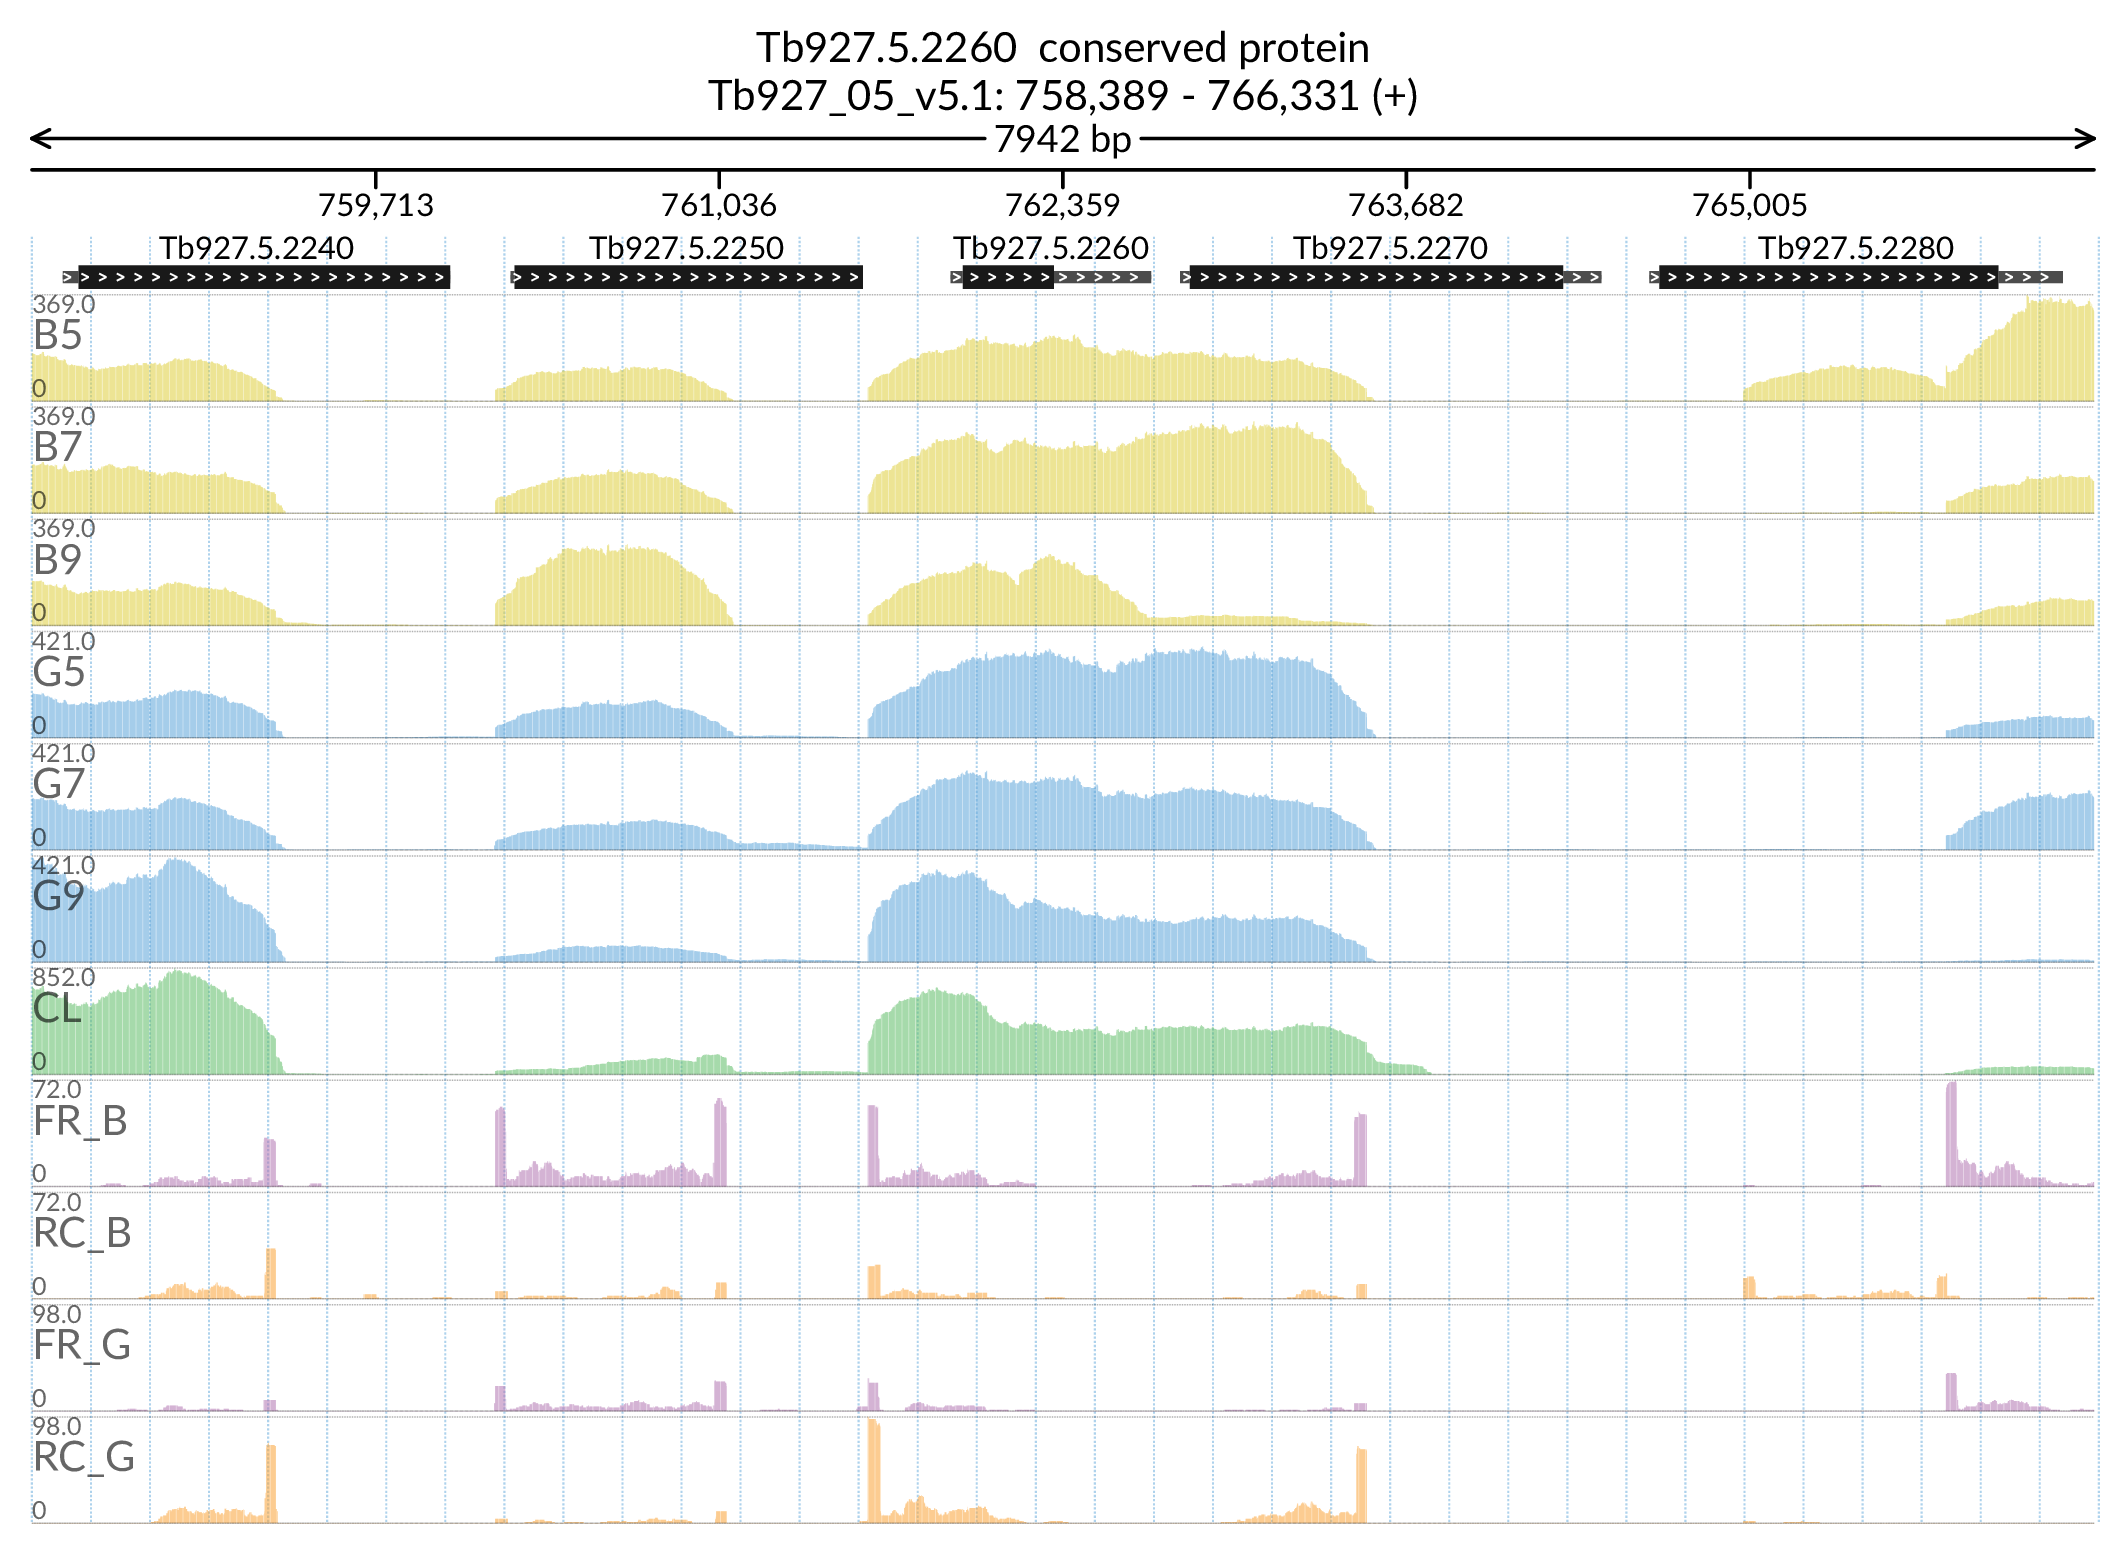 Tb927.5.2260 conserved protein
Tb927_05_v5.1: 758,389 - 766,331 (+)
7942 bp
759,713 761,036 762,359 763,682 765,005
Tb927.5.2240 Tb927.5.2250 Tb927.5.2260 Tb927.5.2270 Tb927.5.2280
369.0
B5
0
369.0
B7
0
369.0
B9
0
421.0
G5
0
421.0
G7
0
421.0
G9
0
852.0
CL
0
72.0
FR_B
0
72.0
RC_B
0
98.0
FR_G
0
98.0
RC_G
0